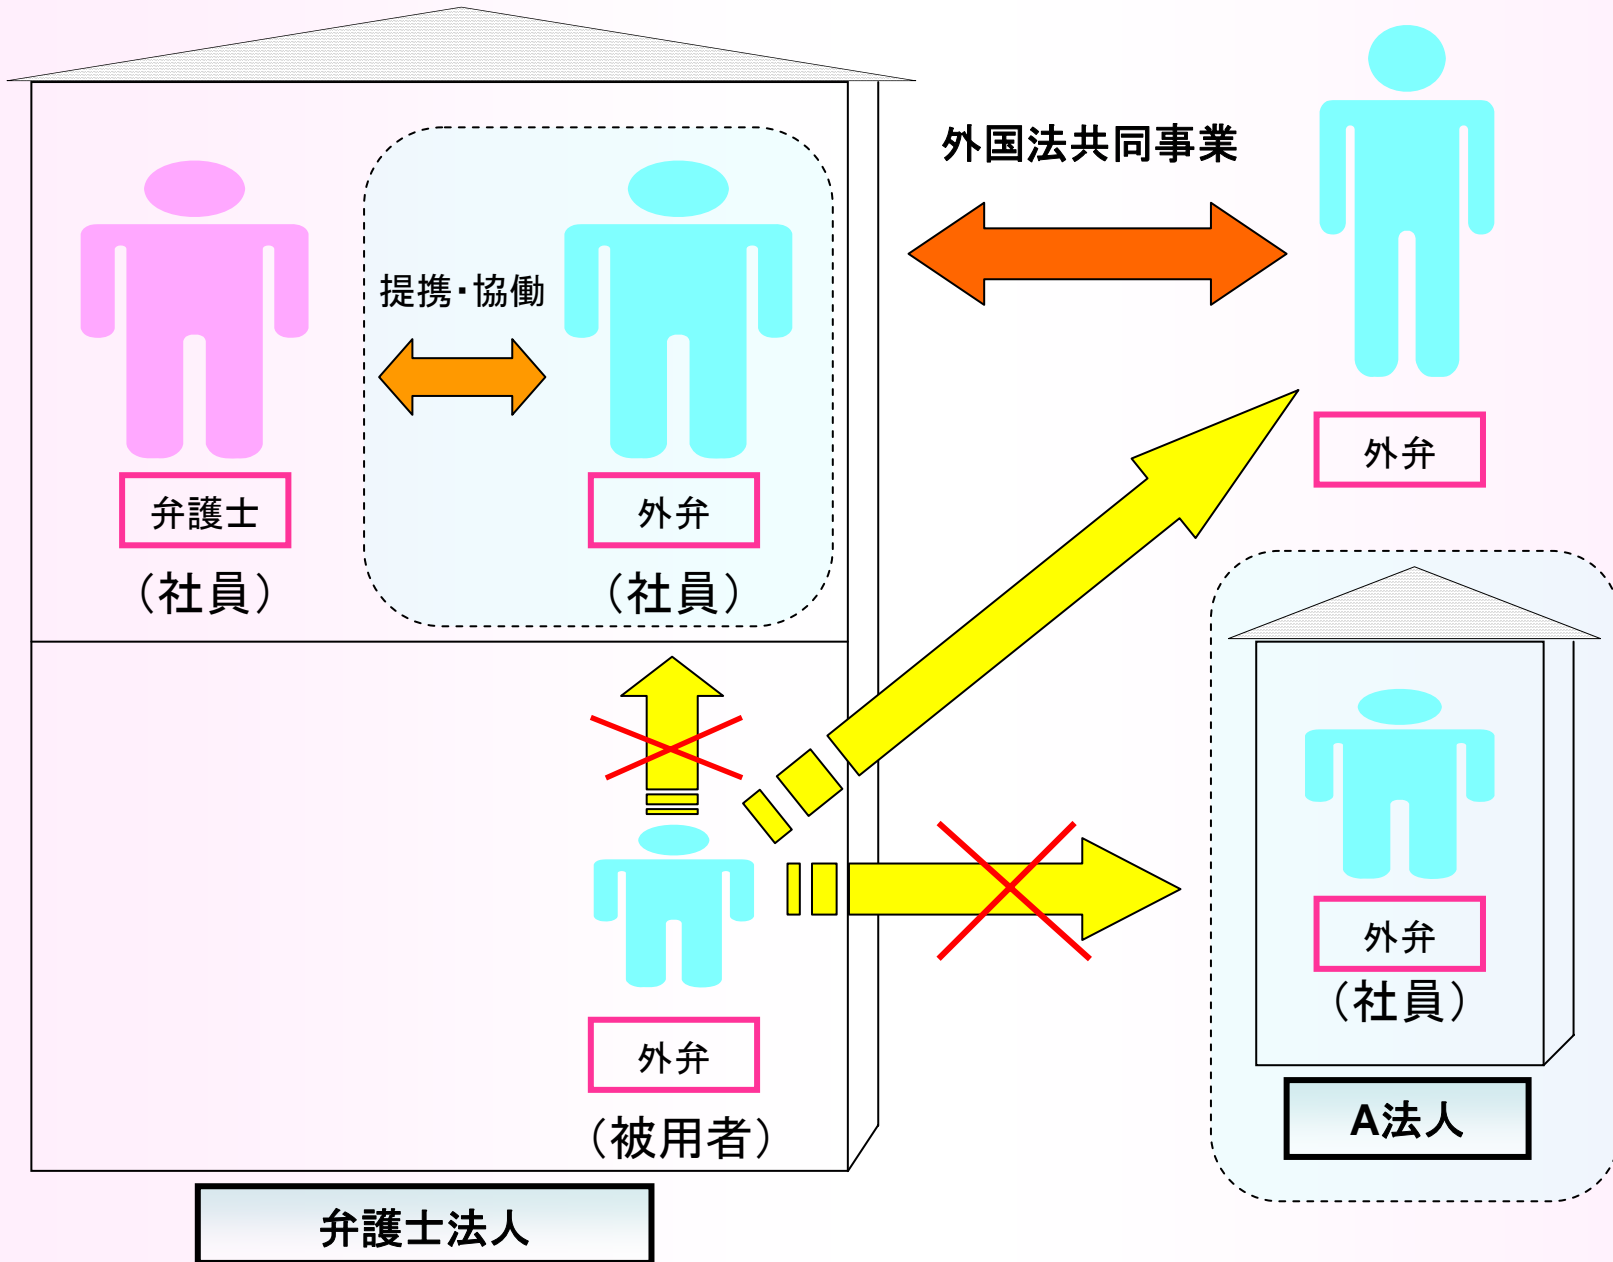 外国法共同事業
提携・協働
外弁
弁護士
外弁
（社員）
（社員）
外弁
（社員）
外弁
（被用者）
A法人
弁護士法人